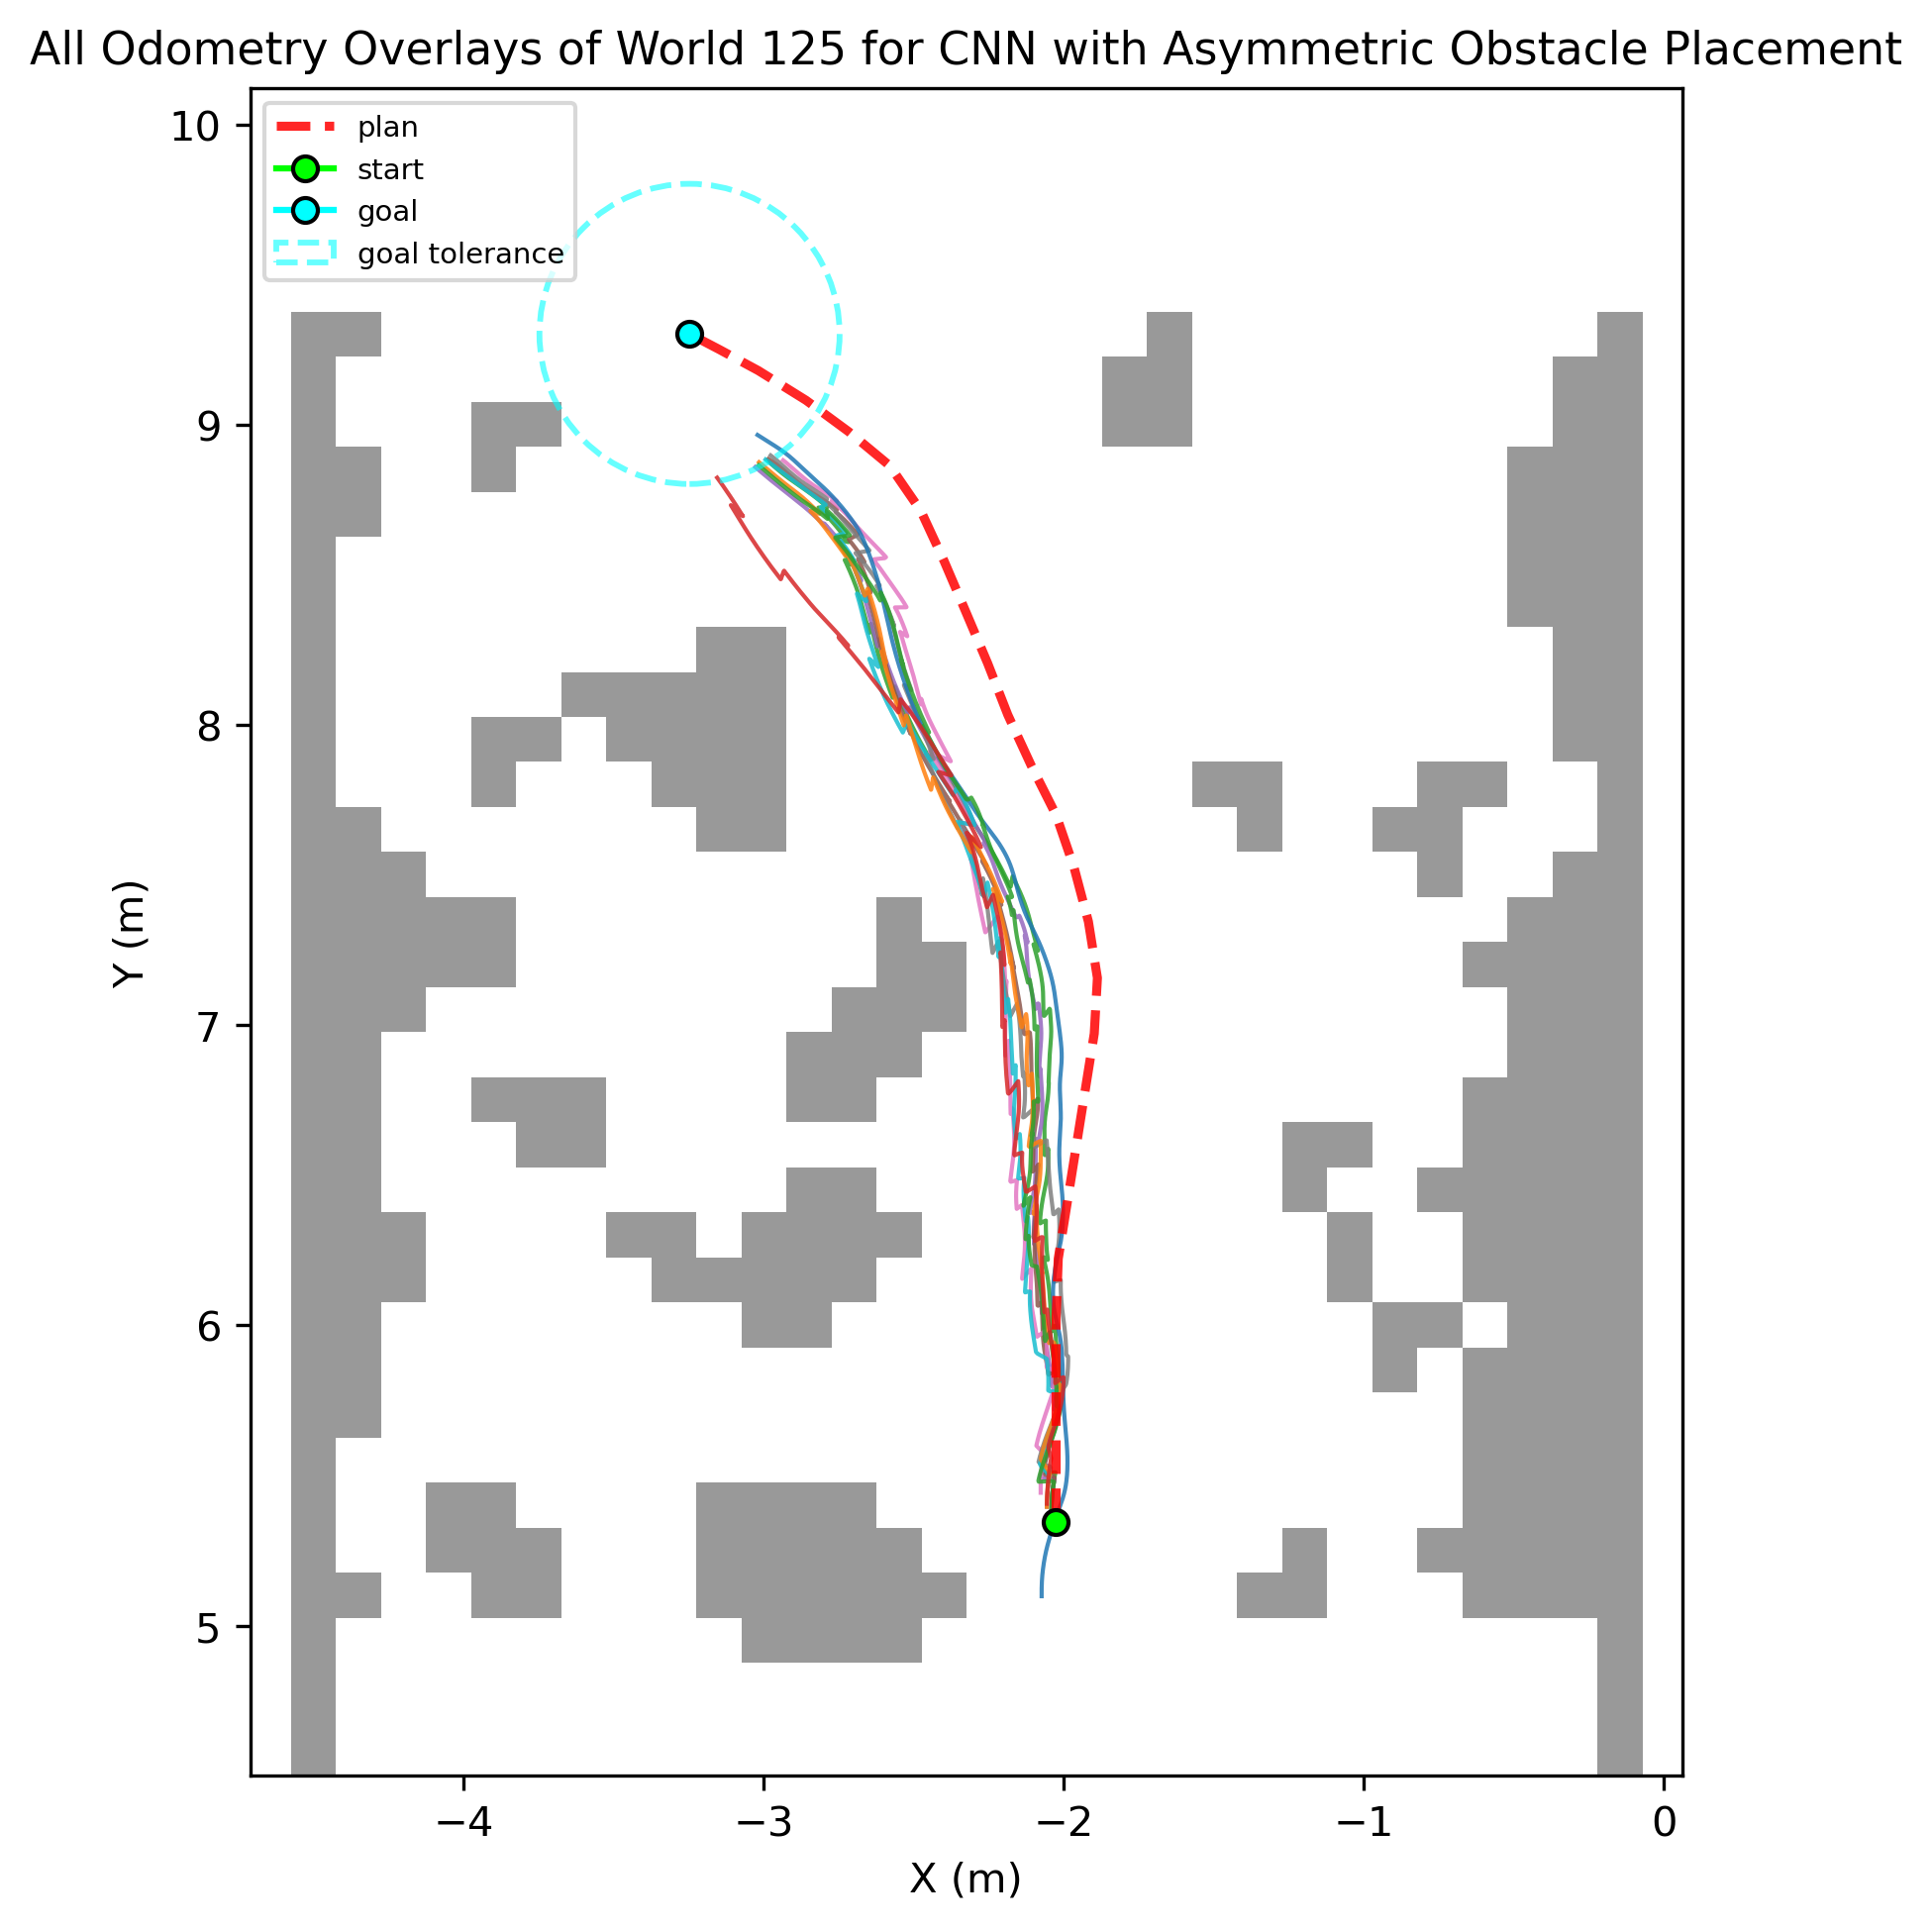 All Odometry Overlays of World 125 for CNN with Asymmetric Obstacle Placement
plan
start
goal
goal tolerance
10
9
8
7
6
5
Y (m)
−4
−3
−2
−1
0
X (m)